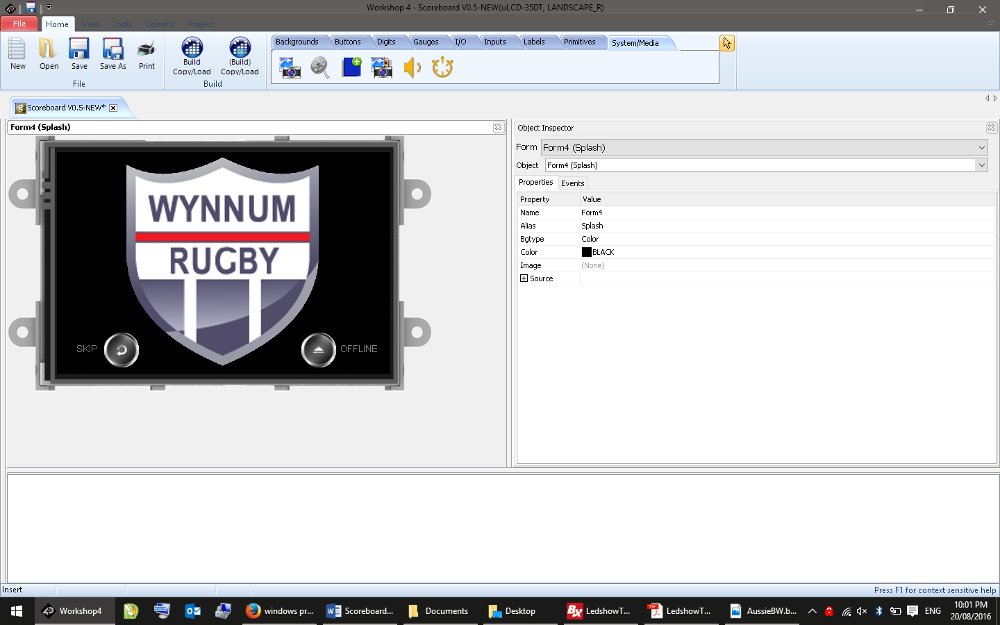 Workshop 4 - Scoreboard V0.5-NEW(uLCD-35DT, LANDSCAPE_R)
File Home View Tools Comms Project
New Open Save Save As Print
File
Build Copy/Load
(Build) Copy/Load
Build
Backgrounds Buttons Digits Gauges I/O Inputs Labels Primitives System/Media
Scoreboard V0.5-NEW*
Form4 (Splash)
WYNNUM
RUGBY
SKIP
OFFLINE
Object Inspector
Form Form4 (Splash)
Object Form4 (Splash)
Properties Events
Property Value
Name Form4
Alias Splash
Bgtype Color
Color BLACK
Image (None)
Source
Insert
Press F1 for context sensitive help
Workshop4
windows pr...
Scoreboard...
Documents
Desktop
LedshowT...
LedshowT...
AussieBW.b...
ENG
10:01 PM
20/08/2016